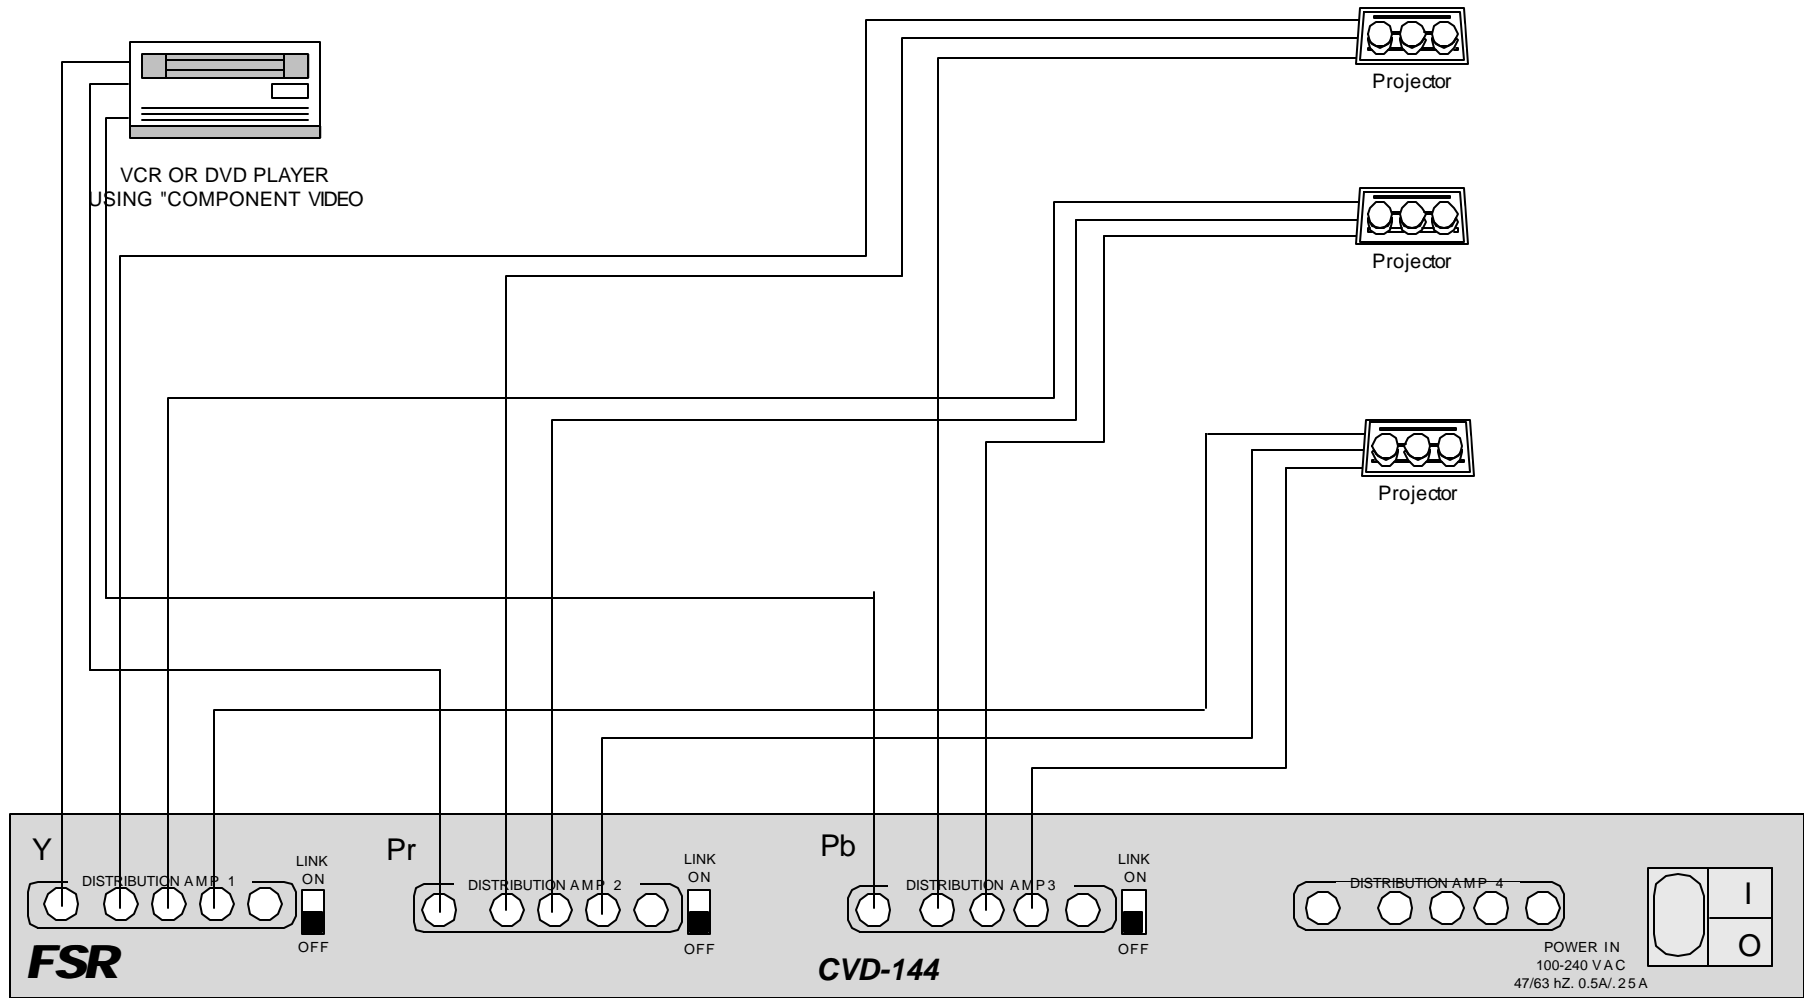 Projector
VCR OR DVD PLAYER
USING "COMPONENT VIDEO
Projector
Projector
Y
Pr
Pb
LINK
ON
OFF
LINK
ON
OFF
LINK
ON
OFF
DISTRIBUTION AMP 1
DISTRIBUTION AMP 2
DISTRIBUTION AMP3
DISTRIBUTION AMP 4
I
O
FSR
CVD-144
POWER IN
100-240 VAC
47/63 hZ. 0.5A/.25A